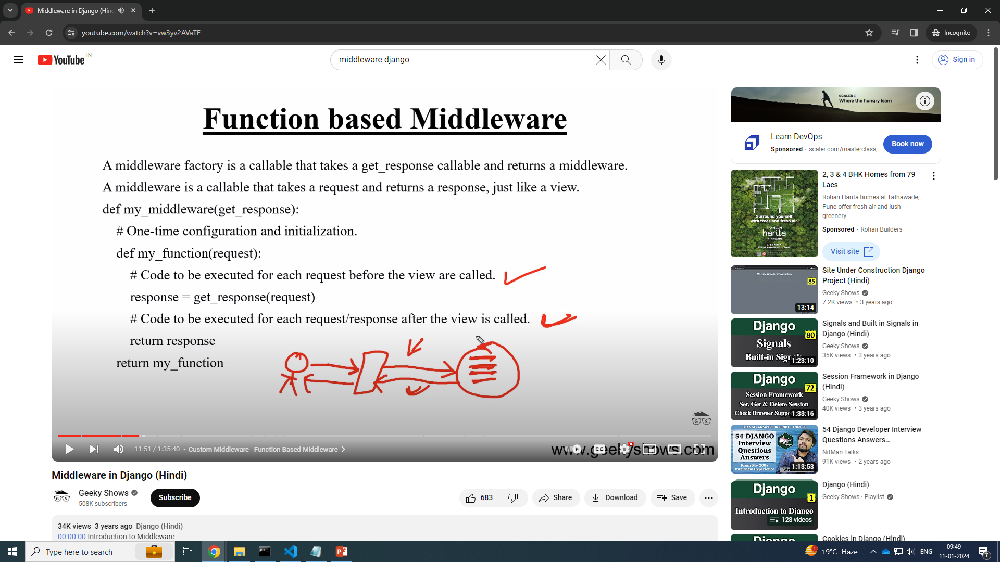 Middleware in Django (Hin
youtube.com/watch?v=vw3yv2AVaTE
Incognito
YouTube IN
middleware django
Sign in
Function based Middleware
A middleware factory is a callable that takes a get_response callable and returns a middleware.
A middleware is a callable that takes a request and returns a response, just like a view.
def my_middleware(get_response):
# One-time configuration and initialization.
def my_function(request):
# Code to be executed for each request before the view are called.
response = get_response(request)
# Code to be executed for each request/response after the view is called.
return response
return my_function
G S
www.geekyshows.com
11:51 / 1:35:40 • Custom Middleware - Function Based Middleware
CC
HD
Middleware in Django (Hindi)
Geeky Shows
508K subscribers
Subscribe
683
Share
Download
Save
34K views 3 years ago Django (Hindi)
00:00:00 Introduction to Middleware
SCALER
Where the hungry learn
Learn DevOps
Sponsored · scaler.com/masterclass,
Book now
Surround yourself
with trees and fresh air.
ROHAN
harita
TATHAWADE
2, 3 & 4 BHK Homes from 79
Lacs
Rohan Harita homes at Tathawade,
Pune offer fresh air and lush
greenery.
Sponsored · Rohan Builders
Visit site
Website is Under Construction
85
13:14
Site Under Construction Django
Project (Hindi)
Geeky Shows
7.2K views • 3 years ago
Django
80
Signals
Built-in Sign
1:23:10
Signals and Built in Signals in
Django (Hindi)
Geeky Shows
35K views • 3 years ago
Django
72
Session Framework
Set, Get & Delete Session
Check Browser Supp
1:33:16
Session Framework in Django
(Hindi)
Geeky Shows
40K views • 3 years ago
DJANGO ANSWERS IN HINDI + ENGLISH
54 DJANGO
Interview
Questions
Answers
From My 200+
Interview Experience
1:13:53
54 Django Developer Interview
Questions Answers...
NitMan Talks
91K views • 2 years ago
Django
1
Introduction to Django
128 videos
Django (Hindi)
Geeky Shows · Playlist
Django
Cookies in Django (Hindi)
Type here to search
1
19°C Haze
ENG
09:49
11-01-2024
7